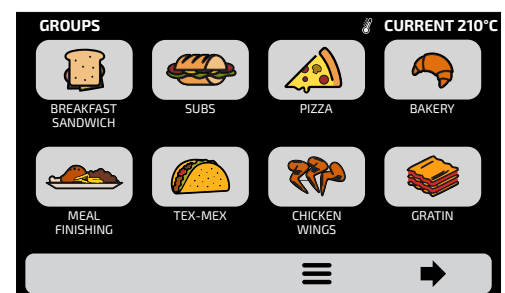 GROUPS
CURRENT 210°C
BREAKFAST
SANDWICH
SUBS
PIZZA
BAKERY
MEAL
FINISHING
TEX-MEX
CHICKEN
WINGS
GRATIN